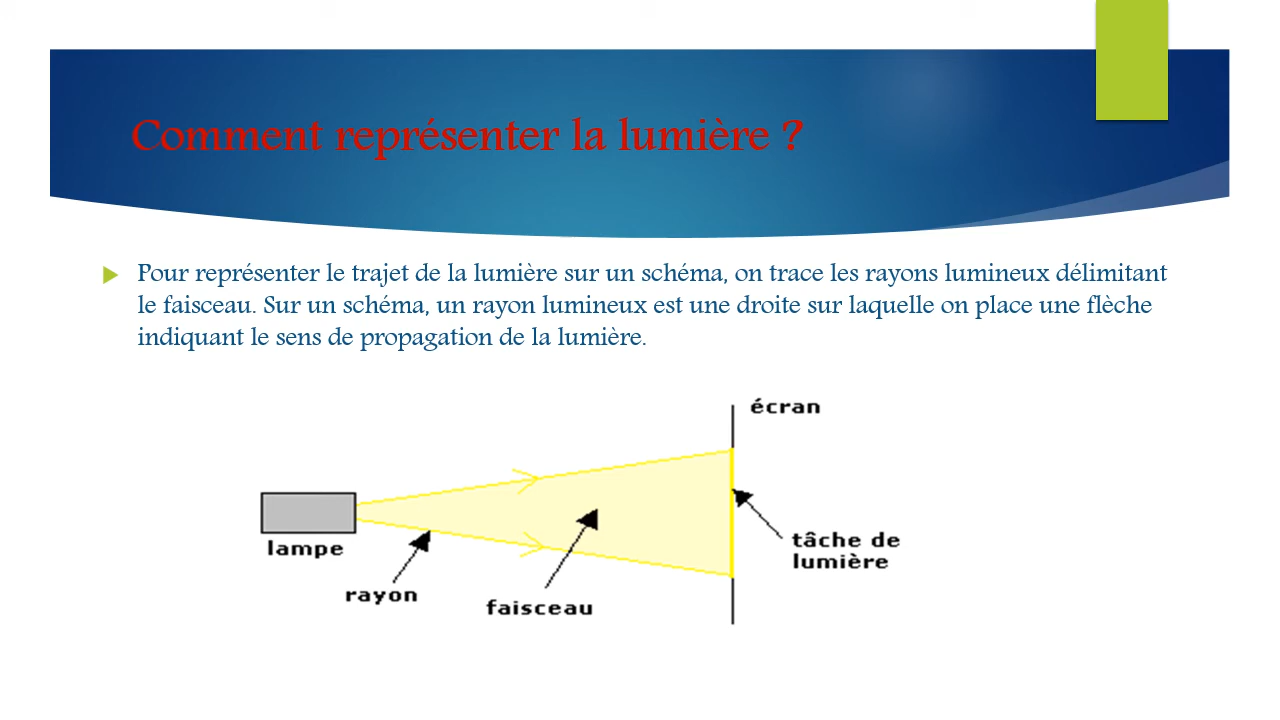 Comment représenter la lumière ?
Pour représenter le trajet de la lumière sur un schéma, on trace les rayons lumineux délimitant
le faisceau. Sur un schéma, un rayon lumineux est une droite sur laquelle on place une flèche
indiquant le sens de propagation de la lumière.
écran
lampe
tâche de
lumière
rayon
faisceau